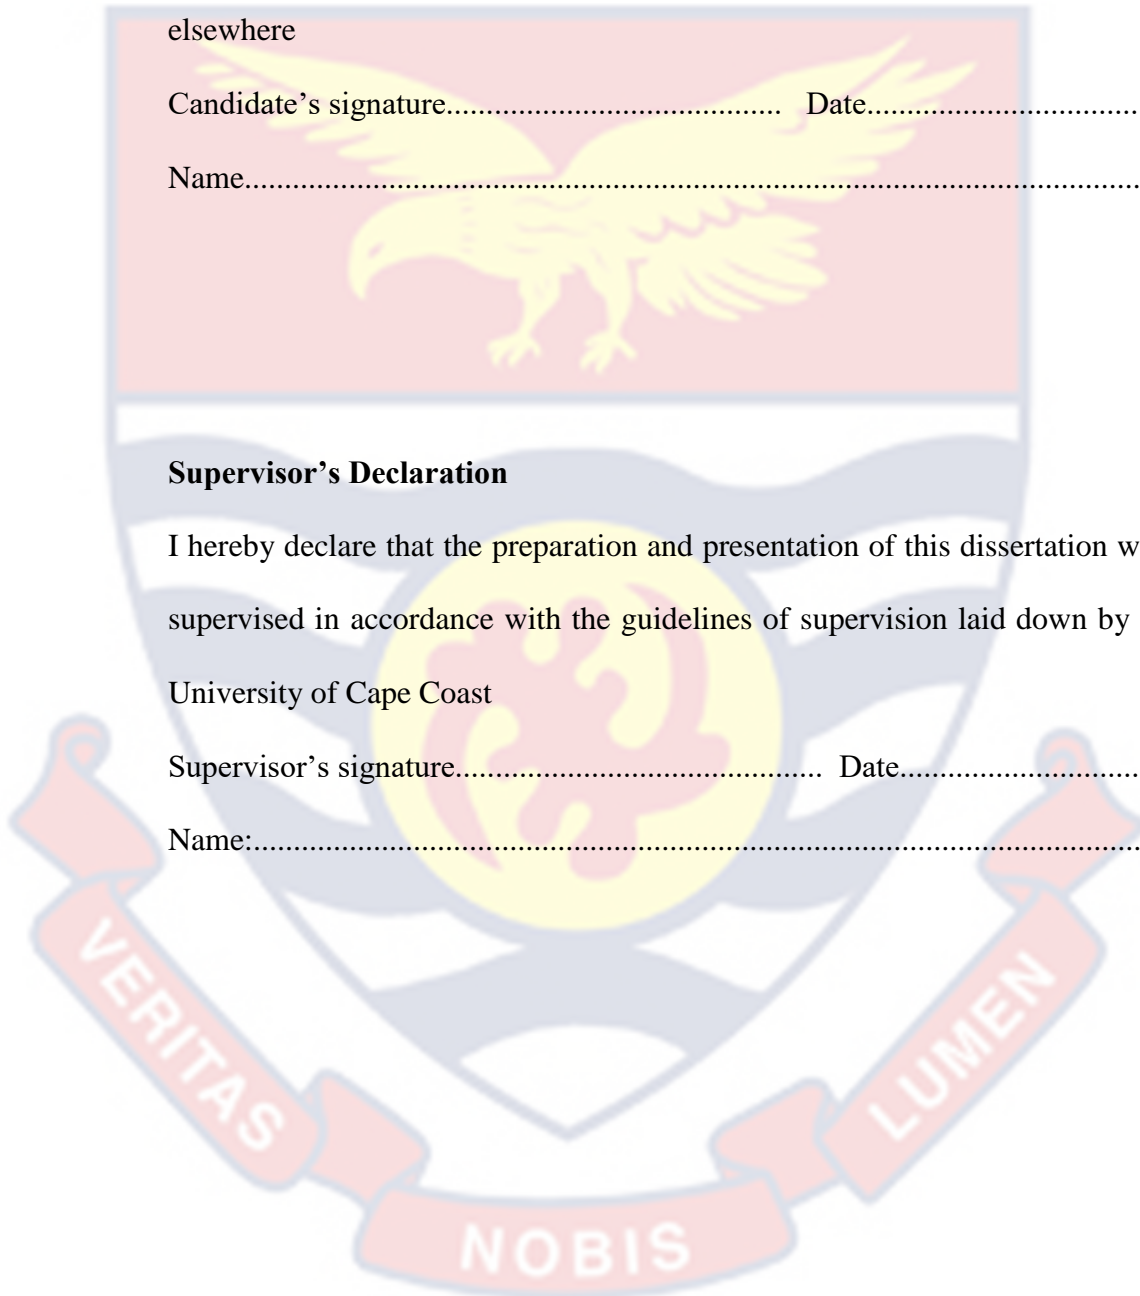 elsewhere
Candidate’s signature.......................................... Date..................................
Name................................................................................................................
Supervisor’s Declaration
I hereby declare that the preparation and presentation of this dissertation w
supervised in accordance with the guidelines of supervision laid down by
University of Cape Coast
Supervisor’s signature.............................................. Date..............................
Name:...............................................................................................................
VERITAS
NOBIS
LUMEN